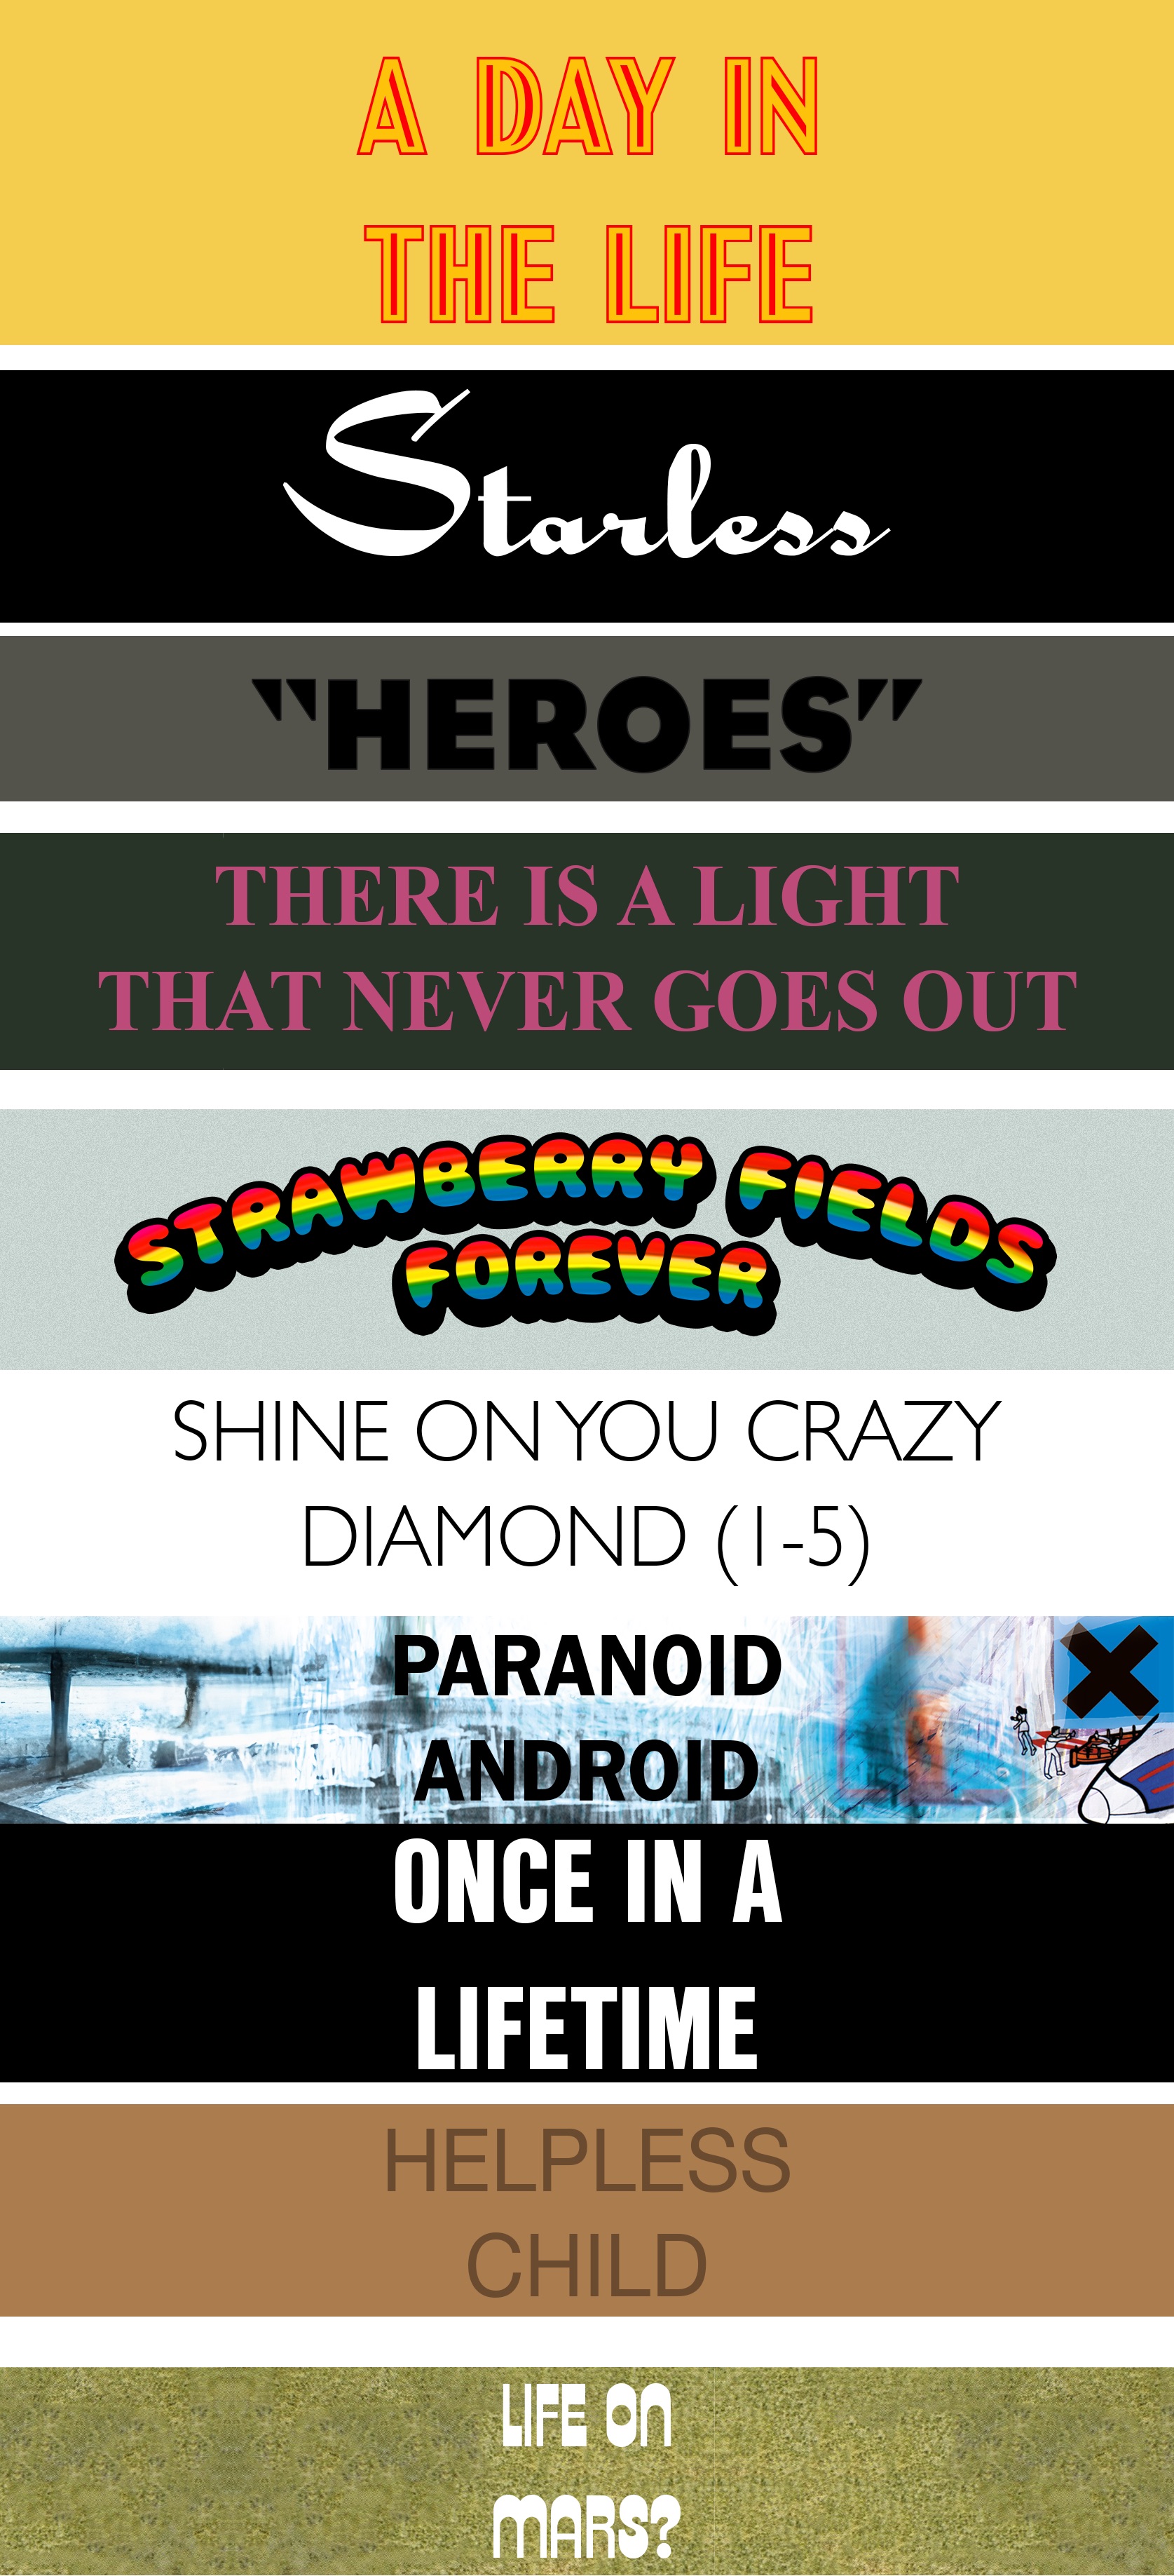 A DAY IN
THE LIFE
Starless
"HEROES"
THERE IS A LIGHT
THAT NEVER GOES OUT
STRAWBERRY FIELDS
FOREVER
SHINE ON YOU CRAZY
DIAMOND (1-5)
PARANOID
ANDROID
ONCE IN A
LIFETIME
HELPLESS
CHILD
LIFE ON
MARS?